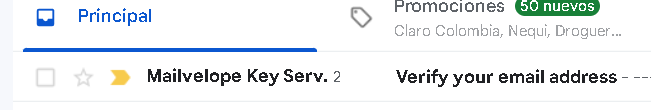 Principal
Promociones 50 nuevos
Claro Colombia, Nequi, Droguer...
Mailvelope Key Serv. 2 Verify your email address - --